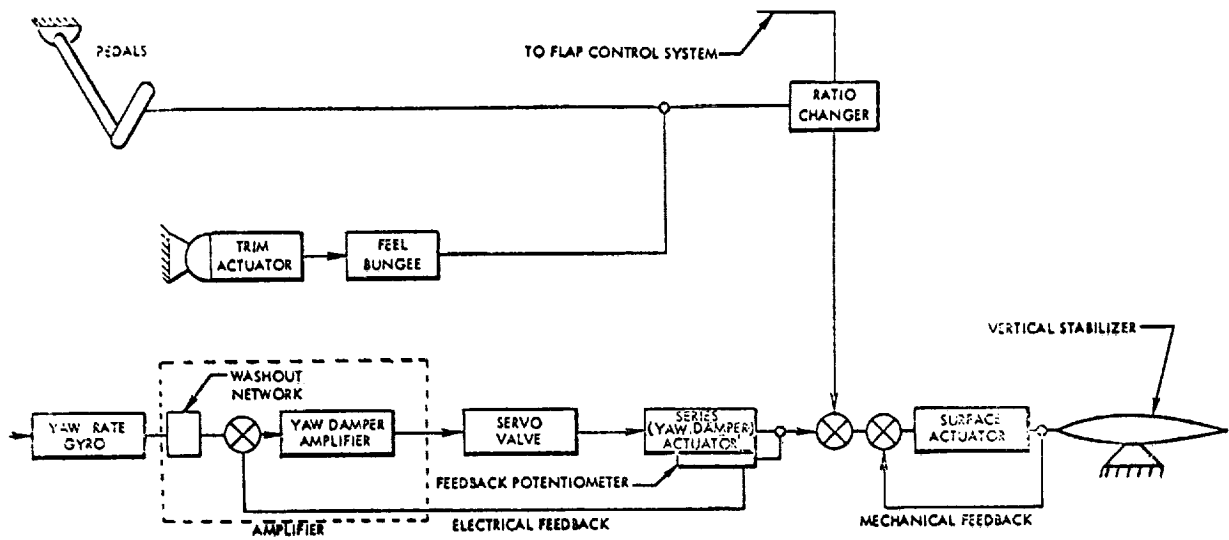 PEDALS
TO FLAP CONTROL SYSTEM
RATIO
CHANGER
TRIM
ACTUATOR
FEEL
BUNGEE
VERTICAL STABILIZER
WASHOUT
NETWORK
YAW RATE
GYRO
YAW DAMPER
AMPLIFIER
SERVO
VALVE
SERIES
(YAW DAMPER)
ACTUATOR
SURFACE
ACTUATOR
FEEDBACK POTENTIOMETER
AMPLIFIER
ELECTRICAL FEEDBACK
MECHANICAL FEEDBACK